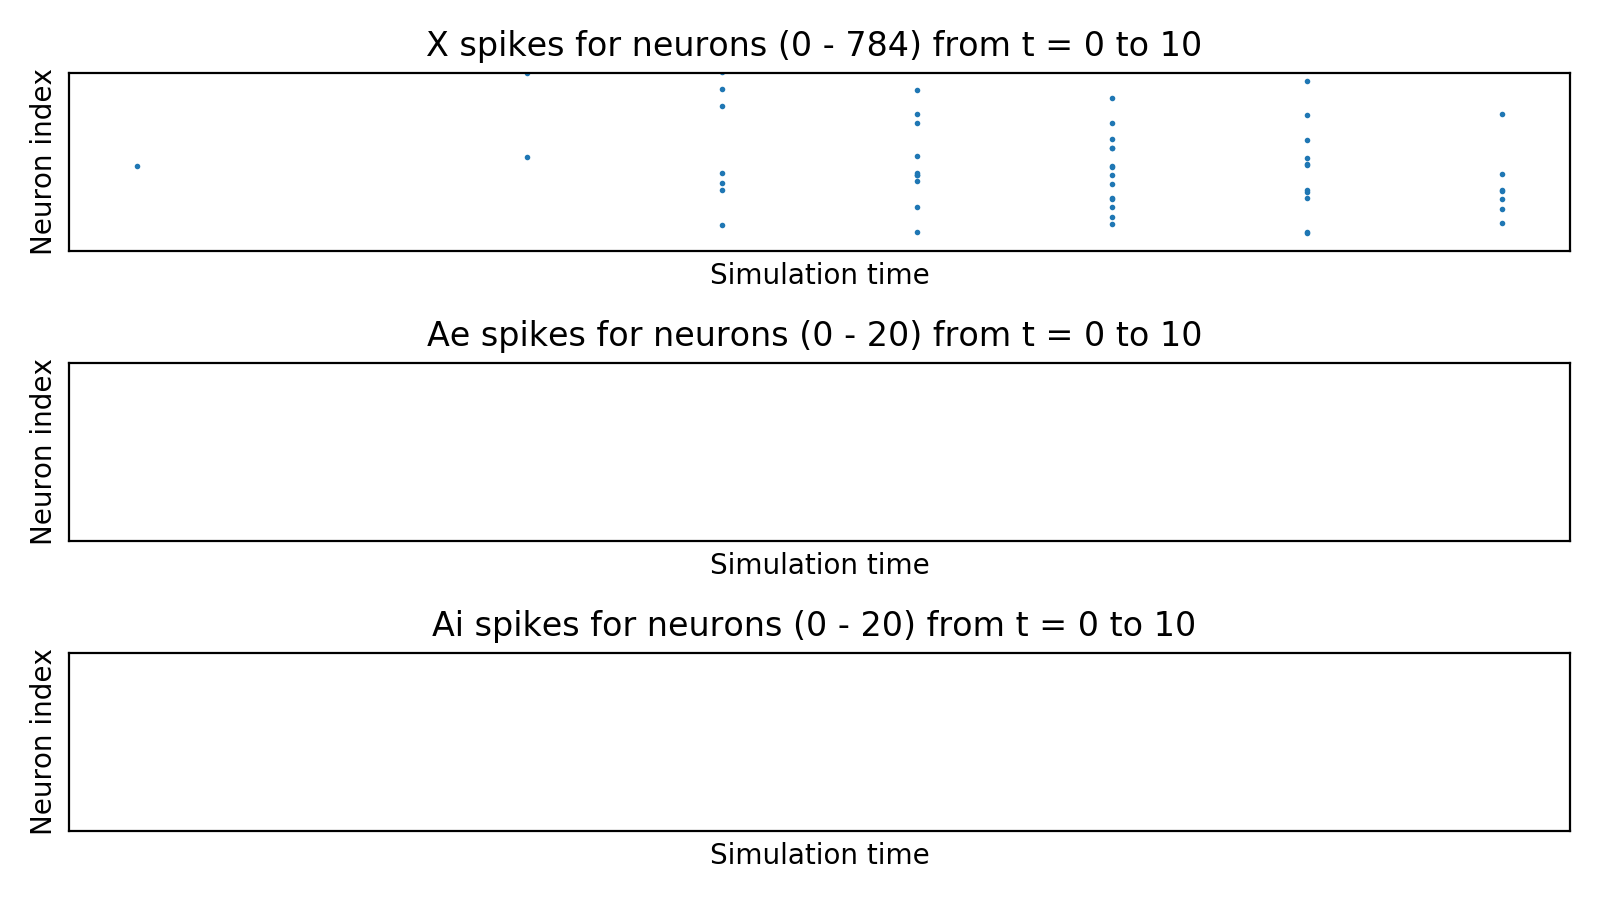 X spikes for neurons (0 - 784) from t = 0 to 10
Neuron index
Simulation time
Ae spikes for neurons (0 - 20) from t = 0 to 10
Neuron index
Simulation time
Ai spikes for neurons (0 - 20) from t = 0 to 10
Neuron index
Simulation time